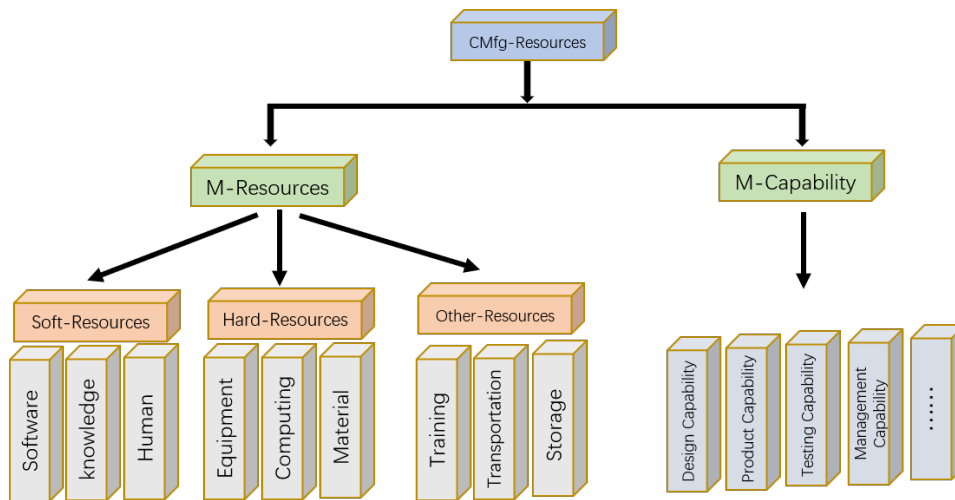 CMfg-Resources
M-Resources
M-Capability
Soft-Resources
Hard-Resources
Other-Resources
Software
knowledge
Human
Equipment
Computing
Material
Training
Transportation
Storage
Design Capability
Product Capability
Testing Capability
Management
Capability
......